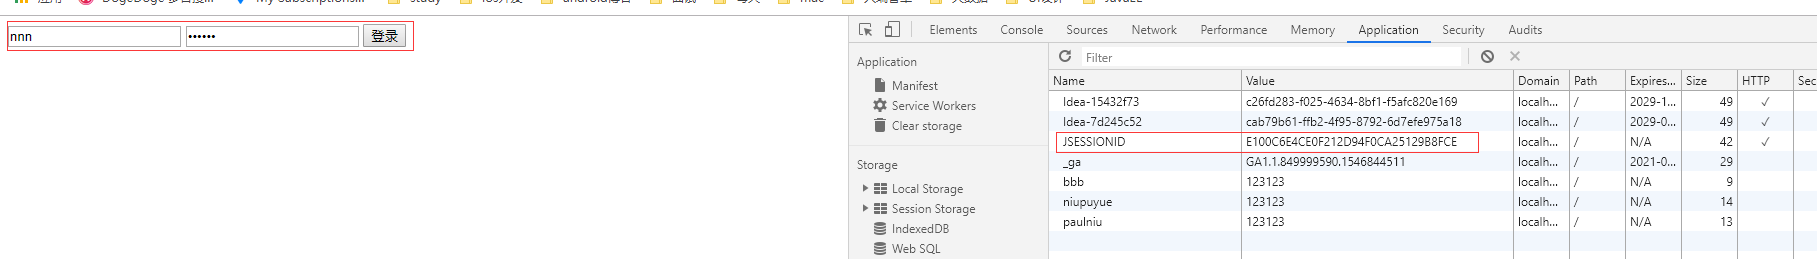 nnn •••••• 登录
Elements Console Sources Network Performance Memory Application Security Audits
Application
Manifest
Service Workers
Clear storage
Storage
Local Storage
Session Storage
IndexedDB
Web SQL
Filter
Name Value Domain Path Expires... Size HTTP Sec
Idea-15432f73 c26fd283-f025-4634-8bf1-f5afc820e169 localh... / 2029-1... 49 ✓
Idea-7d245c52 cab79b61-ffb2-4f95-8792-6d7efe975a18 localh... / 2029-0... 49 ✓
JSESSIONID E100C6E4CE0F212D94F0CA25129B8FCE localh... / N/A 42 ✓
_ga GA1.1.849999590.1546844511 localh... / 2021-0... 29
bbb 123123 localh... / N/A 9
niupuyue 123123 localh... / N/A 14
paulniu 123123 localh... / N/A 13